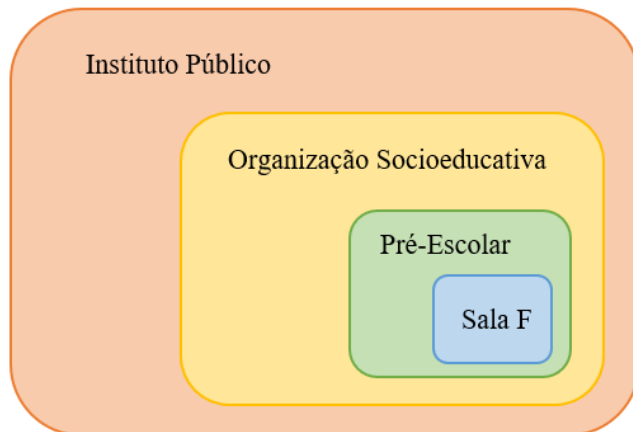 Instituto Público
Organização Socioeducativa
Pré-Escolar
Sala F